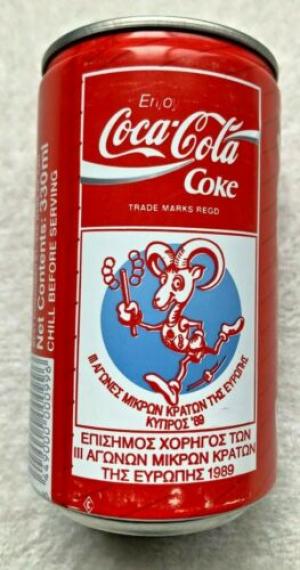 Enjoy
Coca-Cola
Coke
TRADE MARKS REGD
Net Contents: 330ml
CHILL BEFORE SERVING
III ΑΓΩΝΕΣ ΜΙΚΡΩΝ ΚΡΑΤΩΝ ΤΗΣ ΕΥΡΩΠΗΣ
ΚΥΠΡΟΣ '89
ΕΠΙΣΗΜΟΣ ΧΟΡΗΓΟΣ ΤΩΝ
III ΑΓΩΝΩΝ ΜΙΚΡΩΝ ΚΡΑΤΩΝ
ΤΗΣ ΕΥΡΩΠΗΣ 1989